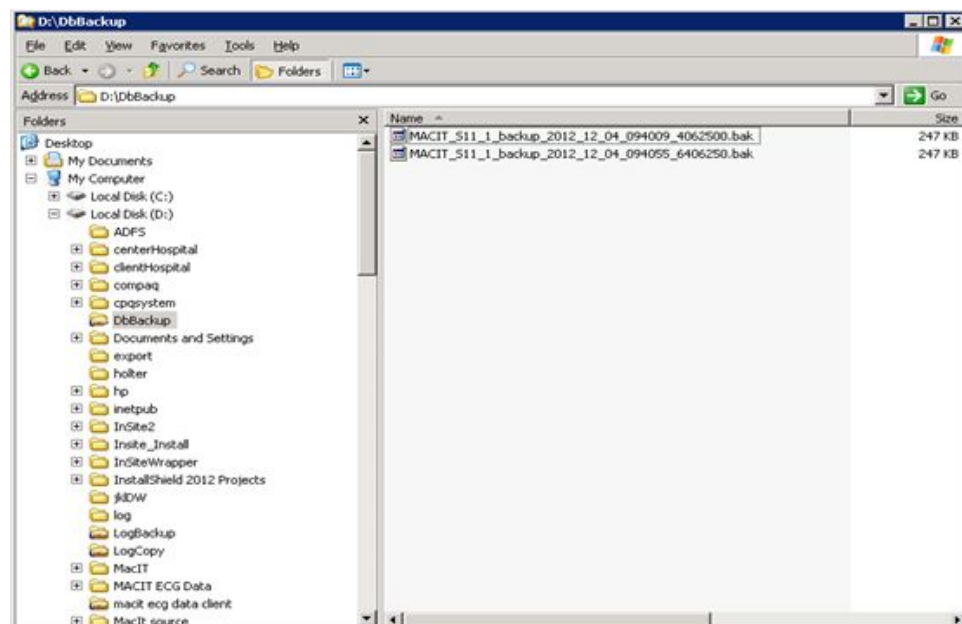 D:\DbBackup
File Edit View Favorites Tools Help
Back Search Folders
Address D:\DbBackup Go
Folders
Desktop
My Documents
My Computer
Local Disk (C:)
Local Disk (D:)
ADFS
centerHospital
clientHospital
compaq
cpqsystem
DbBackup
Documents and Settings
export
holter
hp
inetpub
InSite2
Insite_Install
InSiteWrapper
InstallShield 2012 Projects
log
LogBackup
LogCopy
MacIT
MACIT ECG Data
macit ecg data client
MacIt source
Name Size
MACIT_S11_1_backup_2012_12_04_094009_4062500.bak 247 KB
MACIT_S11_1_backup_2012_12_04_094055_6406250.bak 247 KB